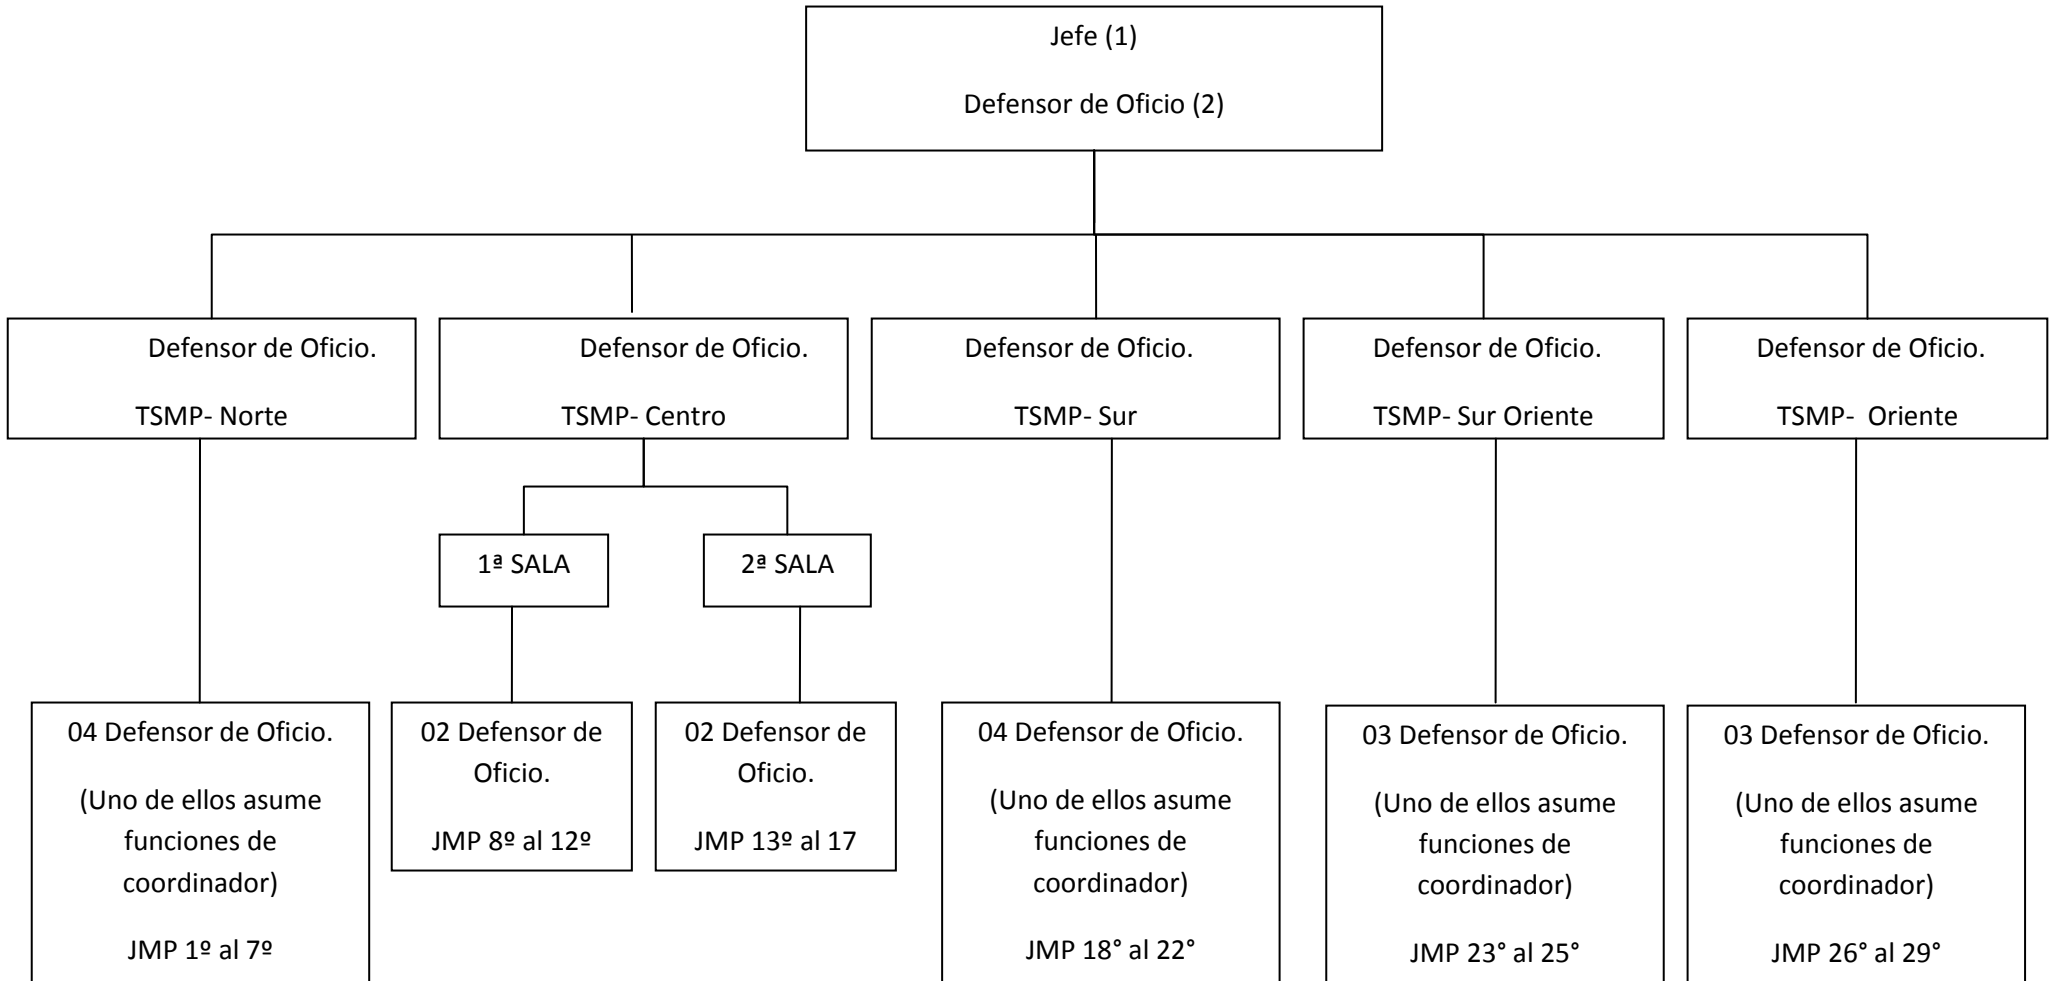 Jefe (1)
Defensor de Oficio (2)
Defensor de Oficio.
TSMP- Norte
Defensor de Oficio.
TSMP- Centro
Defensor de Oficio.
TSMP- Sur
Defensor de Oficio.
TSMP- Sur Oriente
Defensor de Oficio.
TSMP-  Oriente
1ª SALA
2ª SALA
04 Defensor de Oficio.
(Uno de ellos asume
funciones de
coordinador)
JMP 1º al 7º
02 Defensor de
Oficio.
JMP 8º al 12º
02 Defensor de
Oficio.
JMP 13º al 17
04 Defensor de Oficio.
(Uno de ellos asume
funciones de
coordinador)
JMP 18° al 22°
03 Defensor de Oficio.
(Uno de ellos asume
funciones de
coordinador)
JMP 23° al 25°
03 Defensor de Oficio.
(Uno de ellos asume
funciones de
coordinador)
JMP 26° al 29°